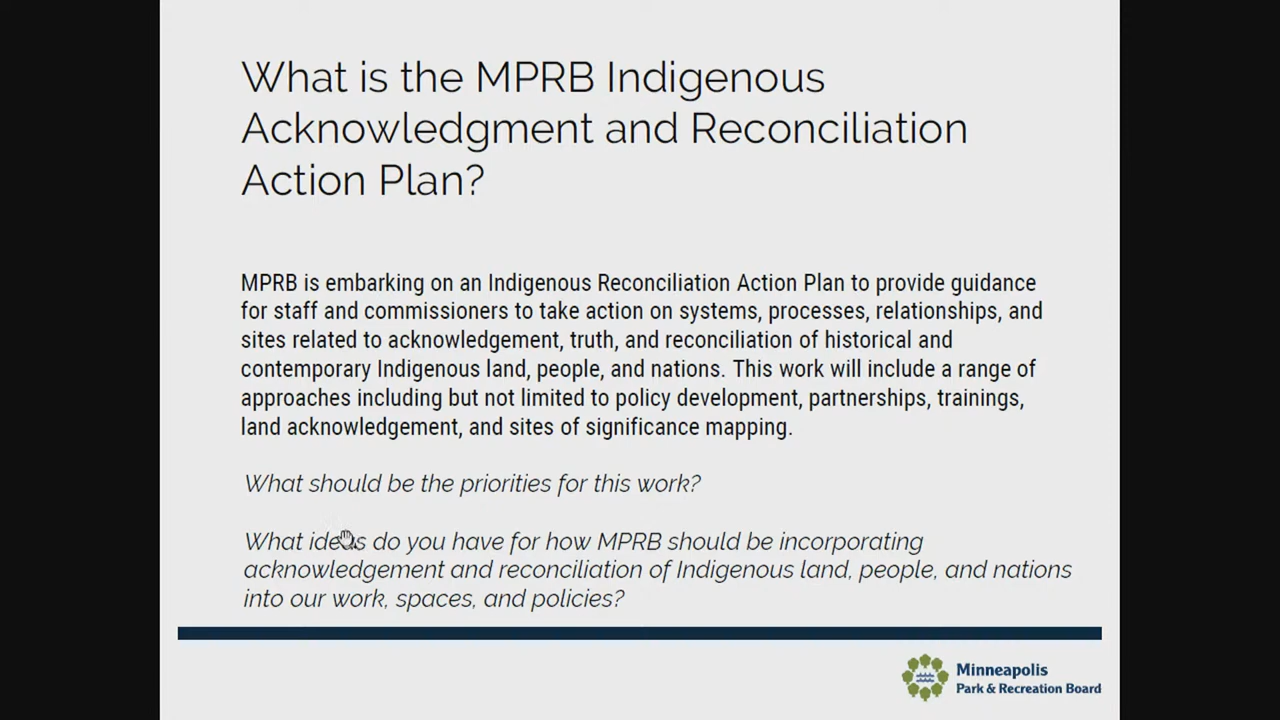 What is the MPRB Indigenous
Acknowledgment and Reconciliation
Action Plan?
MPRB is embarking on an Indigenous Reconciliation Action Plan to provide guidance
for staff and commissioners to take action on systems, processes, relationships, and
sites related to acknowledgement, truth, and reconciliation of historical and
contemporary Indigenous land, people, and nations. This work will include a range of
approaches including but not limited to policy development, partnerships, trainings,
land acknowledgement, and sites of significance mapping.
What should be the priorities for this work?
What ideas do you have for how MPRB should be incorporating
acknowledgement and reconciliation of Indigenous land, people, and nations
into our work, spaces, and policies?
Minneapolis
Park & Recreation Board